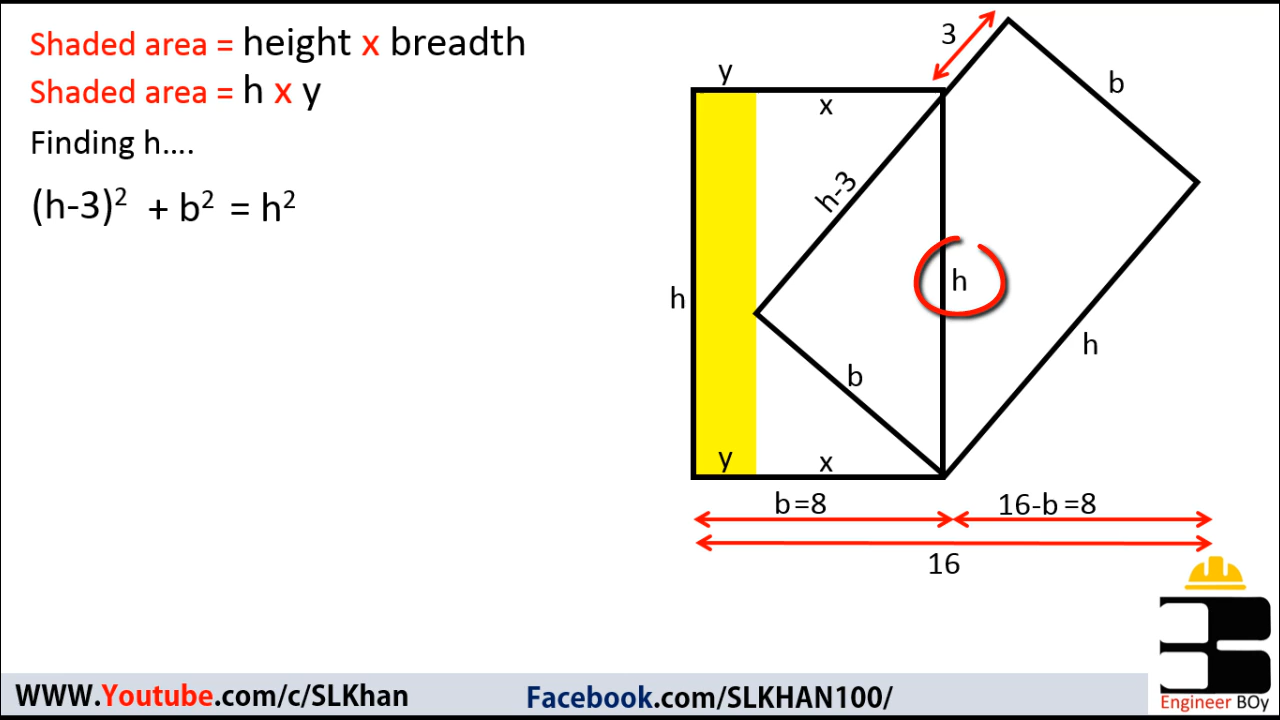 Shaded area = height x breadth
Shaded area = h x y
Finding h....
(h-3)² + b² = h²
3
b
y
x
h-3
h
h
h
b
y
x
b=8
16-b =8
16
WWW.Youtube.com/c/SLKhan
Facebook.com/SLKHAN100/
Engineer BOy